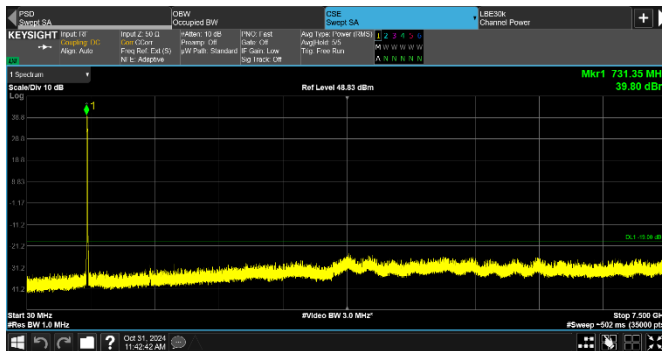 PSD
Swept SA
OBW
Occupied BW
CSE
Swept SA
LBE30k
Channel Power
KEYSIGHT
Input: RF
Coupling: DC
Align: Auto
Input Z: 50 Ω
Corr CCorr
Freq Ref: Ext (S)
NFE: Adaptive
#Atten: 10 dB
Preamp: Off
µW Path: Standard
PNO: Fast
Gate: Off
IF Gain: Low
Sig Track: Off
Avg Type: Power (RMS)
Avg|Hold: 5/5
Trig: Free Run
1 2 3 4 5 6
M W W W W W
A N N N N N
1 Spectrum
Scale/Div 10 dB
Log
Ref Level 48.83 dBm
Mkr1 731.35 MH
39.80 dBr
1
38.8
28.8
18.8
8.83
-1.17
-11.2
-21.2
-31.2
-41.2
Start 30 MHz
#Res BW 1.0 MHz
#Video BW 3.0 MHz*
Stop 7.500 GH
#Sweep ~502 ms (35000 pts
?
Oct 31, 2024
11:42:42 AM